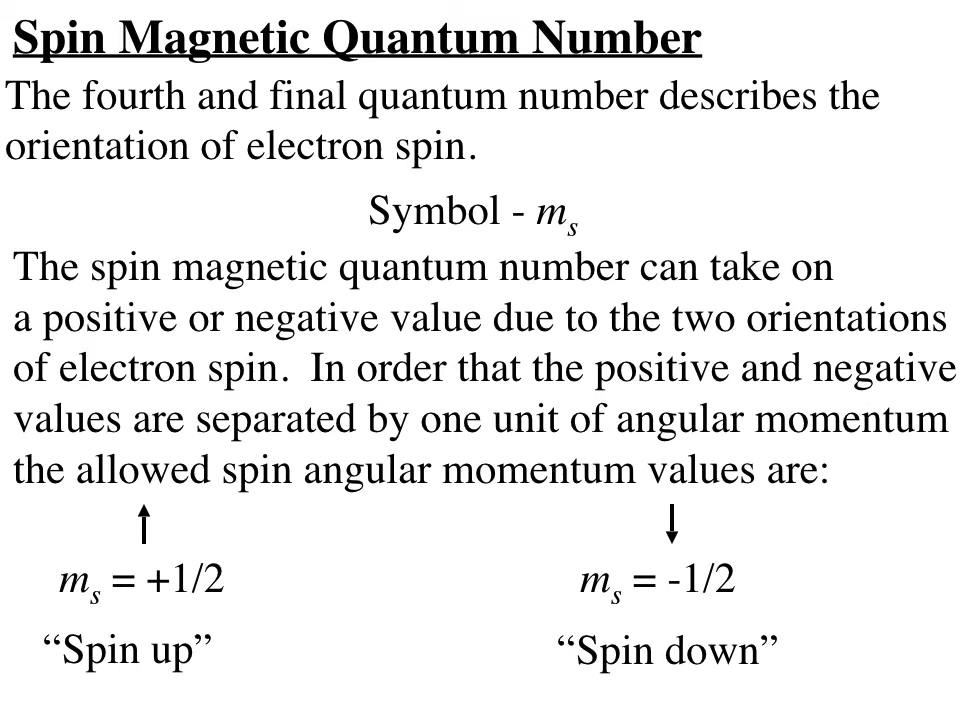 Spin Magnetic Quantum Number
The fourth and final quantum number describes the
orientation of electron spin.
Symbol - mₛ
The spin magnetic quantum number can take on
a positive or negative value due to the two orientations
of electron spin.  In order that the positive and negative
values are separated by one unit of angular momentum
the allowed spin angular momentum values are:
mₛ = +1/2 mₛ = -1/2
“Spin up” “Spin down”